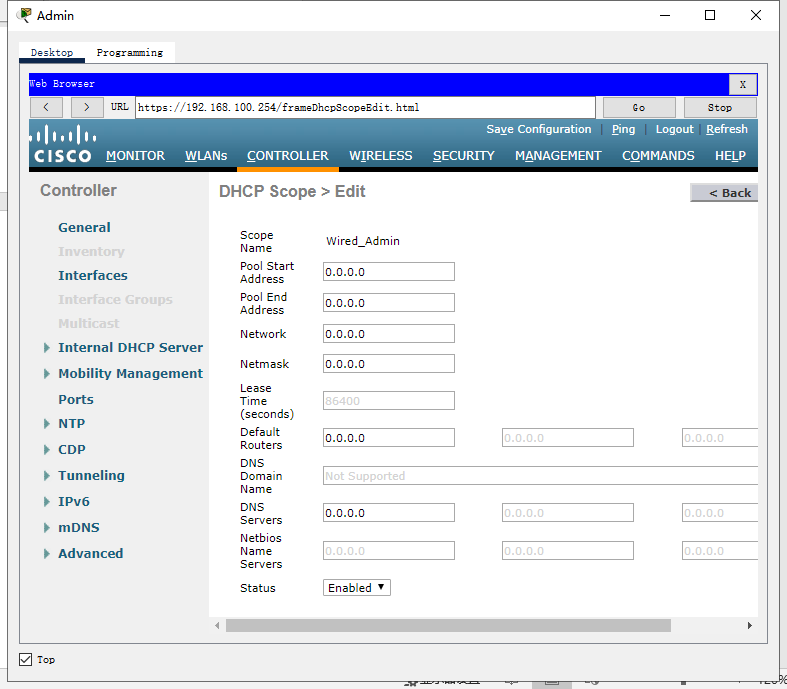 Admin
Desktop Programming
Web Browser X
< > URL https://192.168.100.254/frameDhcpScopeEdit.html Go Stop
Save Configuration | Ping | Logout | Refresh
CISCO MONITOR WLANs CONTROLLER WIRELESS SECURITY MANAGEMENT COMMANDS HELP
Controller
General
Inventory
Interfaces
Interface Groups
Multicast
Internal DHCP Server
Mobility Management
Ports
NTP
CDP
Tunneling
IPv6
mDNS
Advanced
DHCP Scope > Edit < Back
Scope
Name
Wired_Admin
Pool Start
Address
0.0.0.0
Pool End
Address
0.0.0.0
Network 0.0.0.0
Netmask 0.0.0.0
Lease
Time
(seconds)
86400
Default
Routers
0.0.0.0 0.0.0.0 0.0.0.0
DNS
Domain
Name
Not Supported
DNS
Servers
0.0.0.0 0.0.0.0 0.0.0.0
Netbios
Name
Servers
0.0.0.0 0.0.0.0 0.0.0.0
Status Enabled
Top